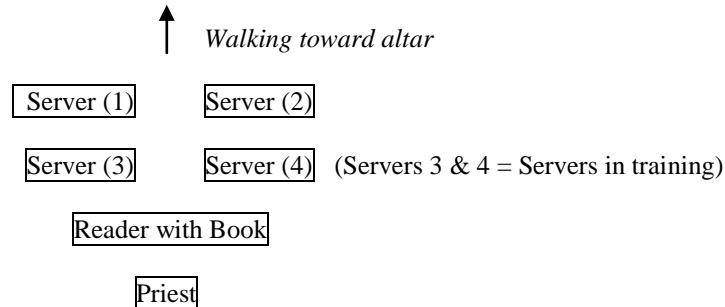 Walking toward altar
Server (1) Server (2)
Server (3) Server (4) (Servers 3 & 4 = Servers in training)
Reader with Book
Priest